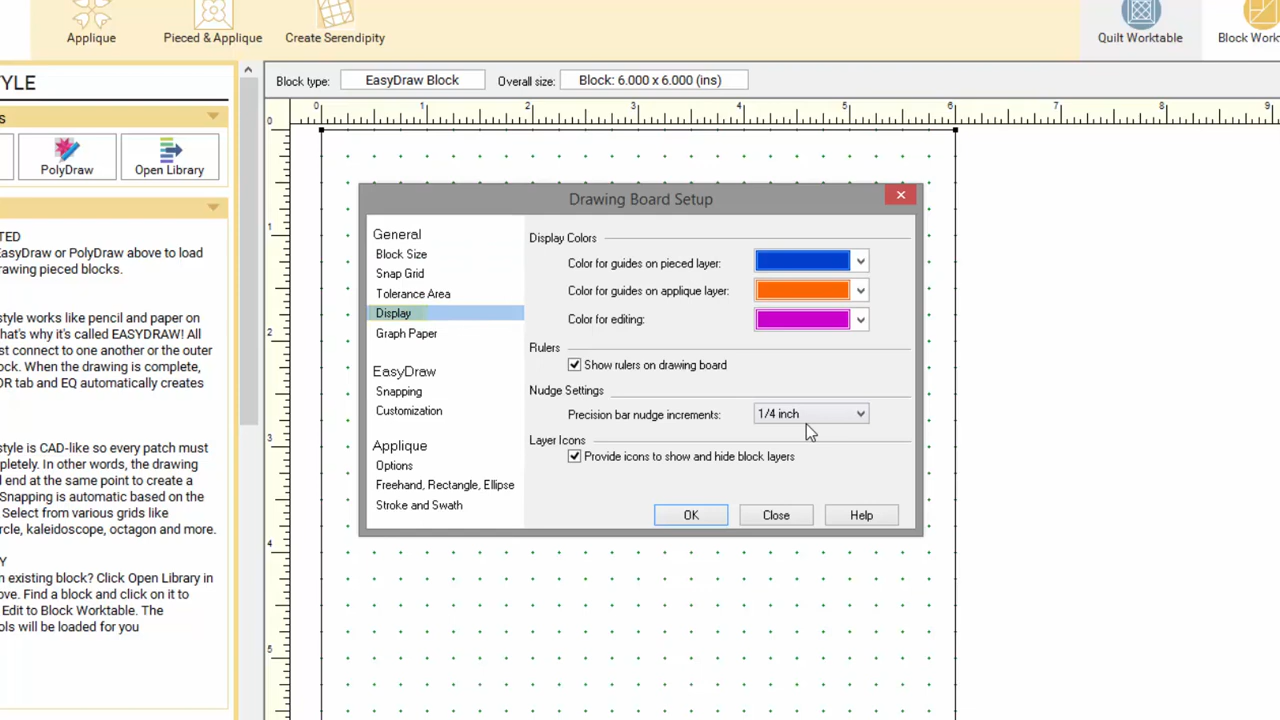 Applique
Pieced & Applique
Create Serendipity
Quilt Worktable
Block Work
TYLE
s
PolyDraw
Open Library
TED
EasyDraw or PolyDraw above to load
drawing pieced blocks.
style works like pencil and paper on
hat's why it's called EASYDRAW! All
st connect to one another or the outer
ock. When the drawing is complete,
OR tab and EQ automatically creates
style is CAD-like so every patch must
pletely. In other words, the drawing
d end at the same point to create a
Snapping is automatic based on the
Select from various grids like
rcle, kaleidoscope, octagon and more.
Y
n existing block? Click Open Library in
ove. Find a block and click on it to
Edit to Block Worktable. The
ols will be loaded for you
Block type:
EasyDraw Block
Overall size:
Block: 6.000 x 6.000 (ins)
0 1 2 3 4 5 6 7 8 9
0
1
2
3
4
5
Drawing Board Setup
General
Block Size
Snap Grid
Tolerance Area
Display
Graph Paper
EasyDraw
Snapping
Customization
Applique
Options
Freehand, Rectangle, Ellipse
Stroke and Swath
Display Colors
Color for guides on pieced layer:
Color for guides on applique layer:
Color for editing:
Rulers
Show rulers on drawing board
Nudge Settings
Precision bar nudge increments:
1/4 inch
Layer Icons
Provide icons to show and hide block layers
OK
Close
Help